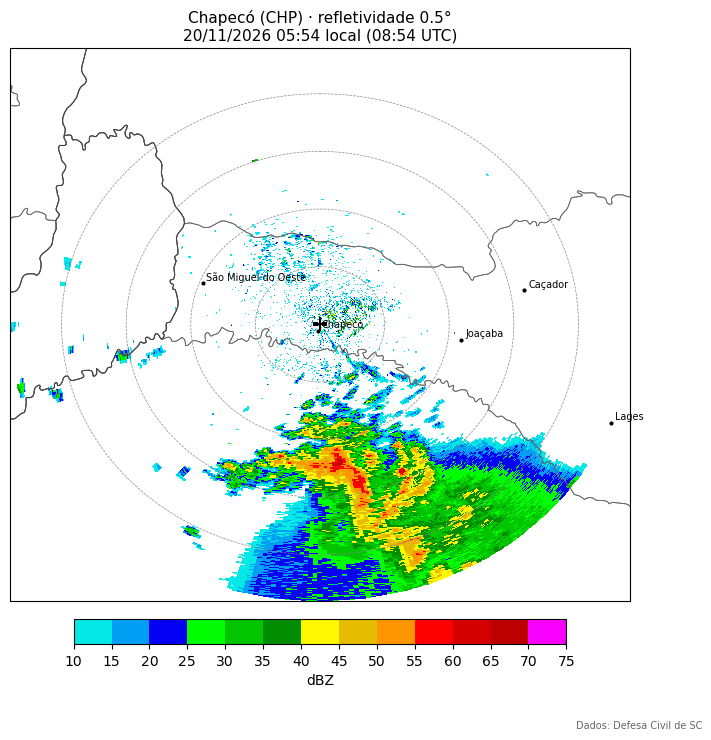 Chapecó (CHP) · refletividade 0.5°
20/11/2026 05:54 local (08:54 UTC)
São Miguel do Oeste
Caçador
Chapecó
Joaçaba
Lages
10 15 20 25 30 35 40 45 50 55 60 65 70 75
dBZ
Dados: Defesa Civil de SC